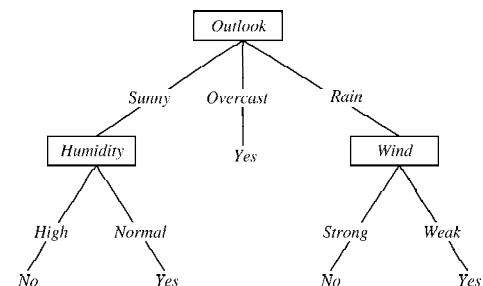 Outlook
Sunny Overcast Rain
Humidity Yes Wind
High Normal Strong Weak
No Yes No Yes